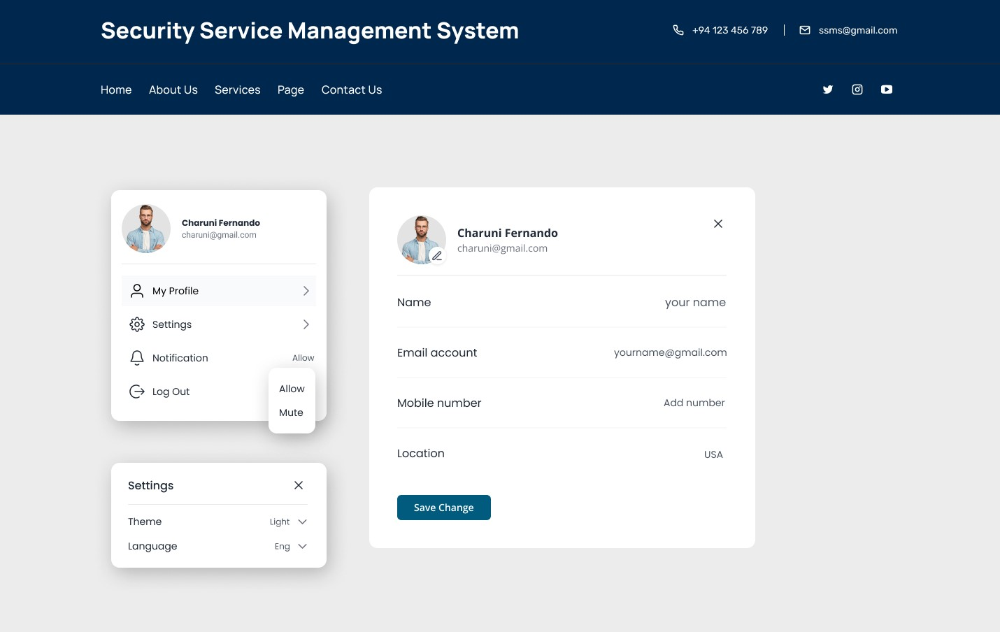 Security Service Management System
+94 123 456 789
ssms@gmail.com
Home About Us Services Page Contact Us
Charuni Fernando
charuni@gmail.com
My Profile
Settings
Notification Allow
Log Out
Allow
Mute
Settings
Theme Light
Language Eng
Charuni Fernando
charuni@gmail.com
Name your name
Email account yourname@gmail.com
Mobile number Add number
Location USA
Save Change